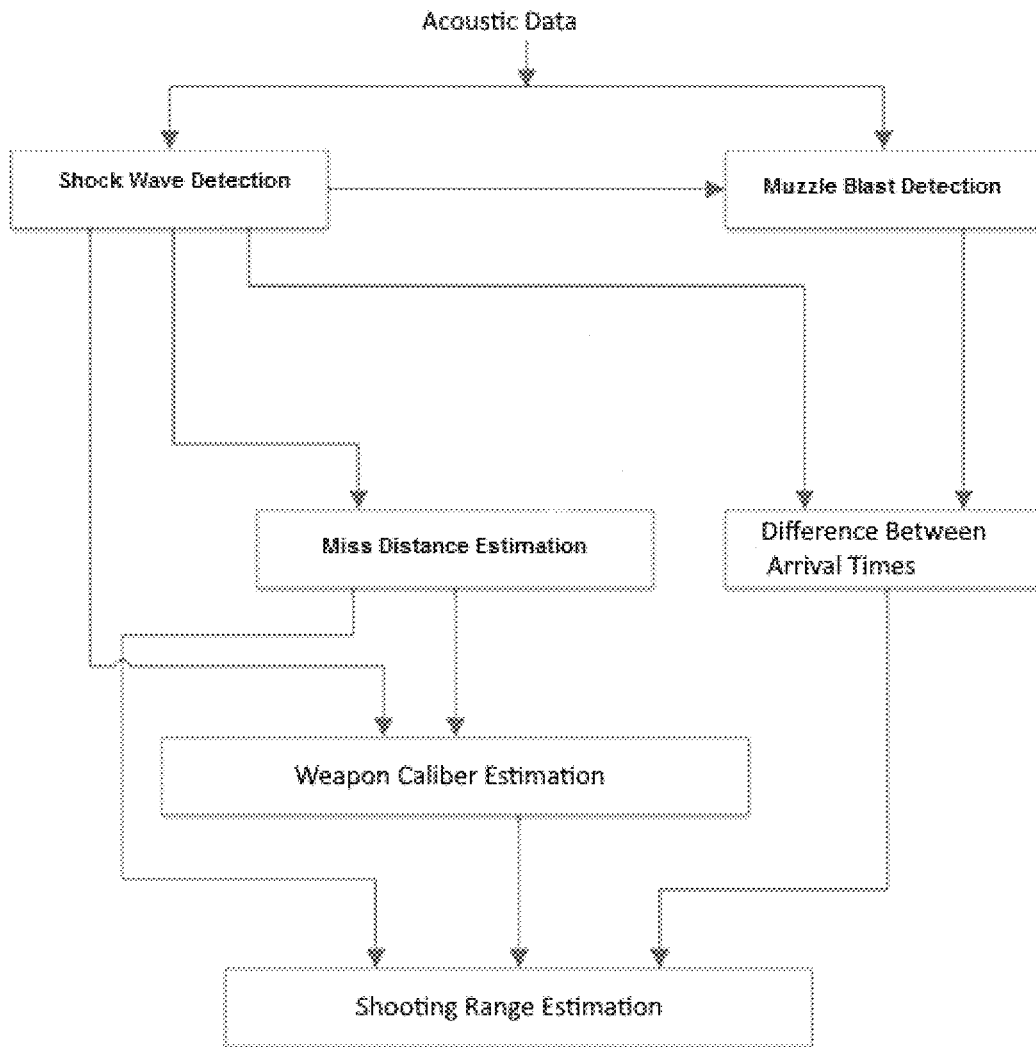 Acoustic Data
Shock Wave Detection
Muzzle Blast Detection
Miss Distance Estimation
Difference Between
Arrival Times
Weapon Caliber Estimation
Shooting Range Estimation